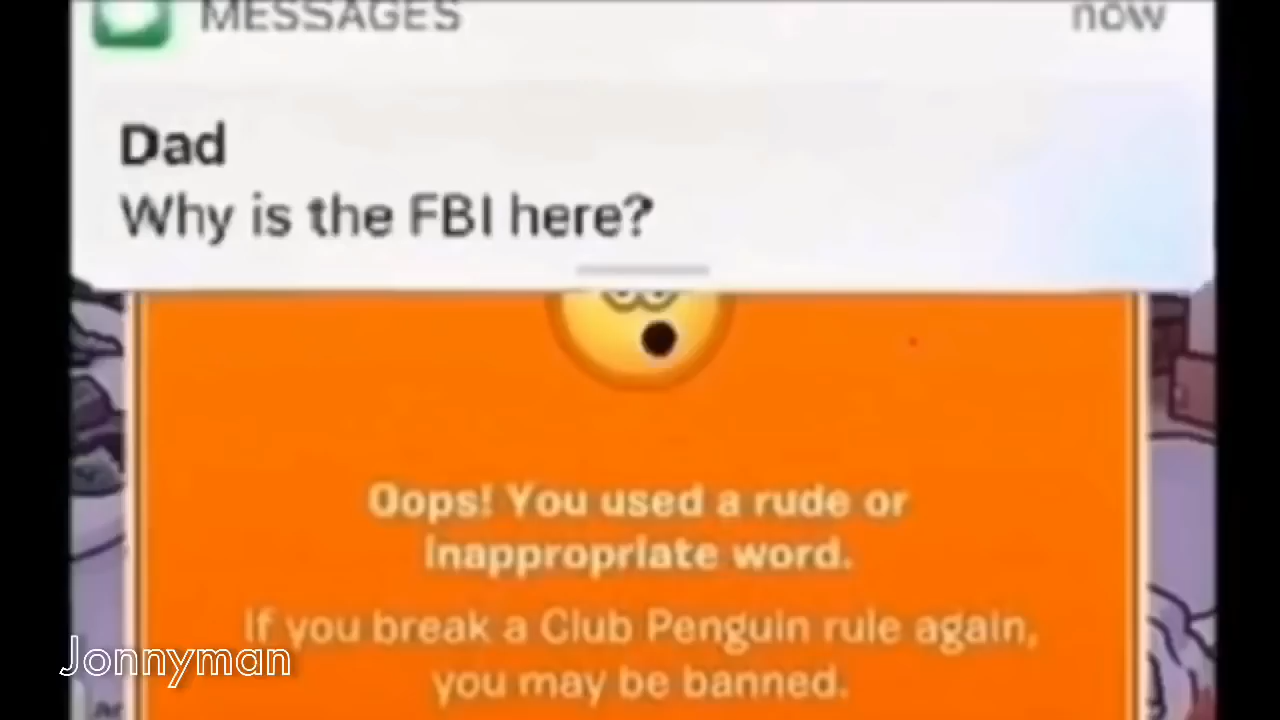 MESSAGES now
Dad
Why is the FBI here?
Oops! You used a rude or
inappropriate word.
If you break a Club Penguin rule again,
you may be banned.
Jonnyman